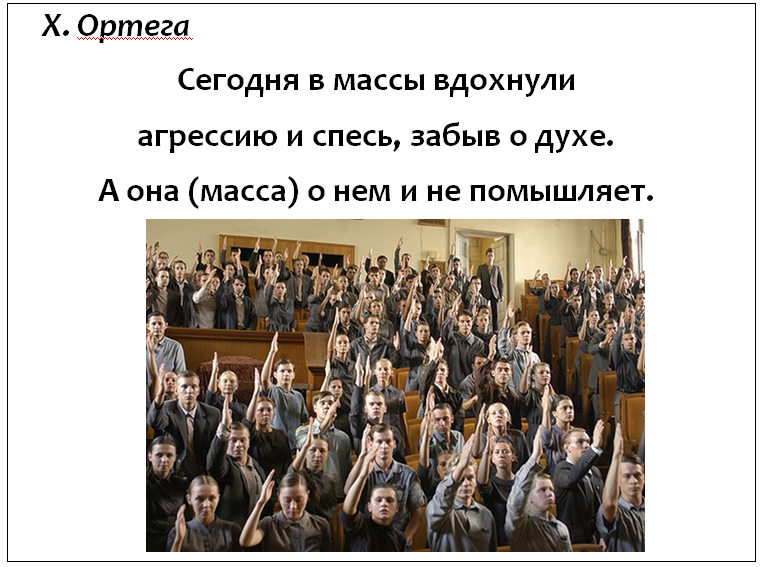 Х. Ортега
Сегодня в массы вдохнули
агрессию и спесь, забыв о духе.
А она (масса) о нем и не помышляет.